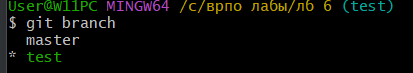 User@W11PC MINGW64 /c/врпо лабы/лб 6 (test)
$ git branch
  master
* test